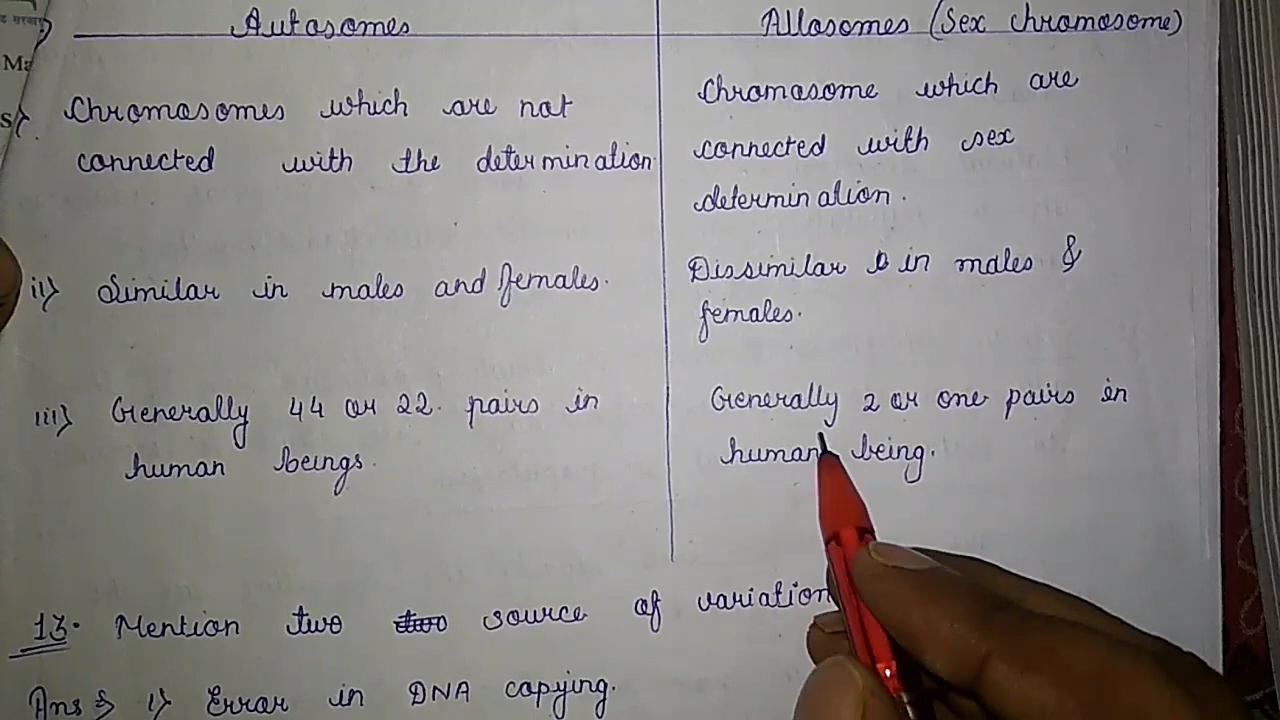 Autosomes
Allosomes (Sex chromosome)
Ma
Chromosomes which are not
connected with the determination
Chromosome which are
connected with sex
determination.
ii) Similar in males and females.
Dissimilar in males &
females.
iii) Generally 44 or 22. pairs in
human beings.
Generally 2 or one pairs in
human being.
13. Mention two two source of variation
Ans i) Error in DNA copying.